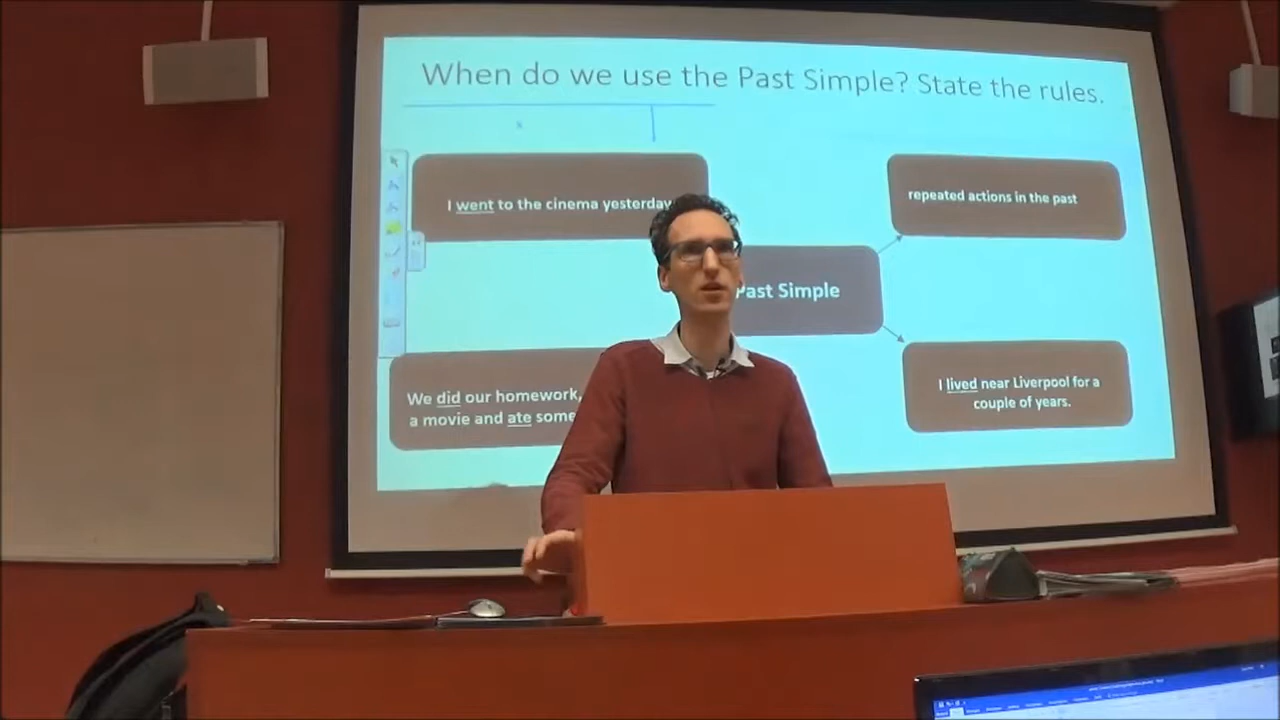 When do we use the Past Simple? State the rules.
I went to the cinema yesterday
repeated actions in the past
Past Simple
We did our homework,
a movie and ate some
I lived near Liverpool for a
couple of years.